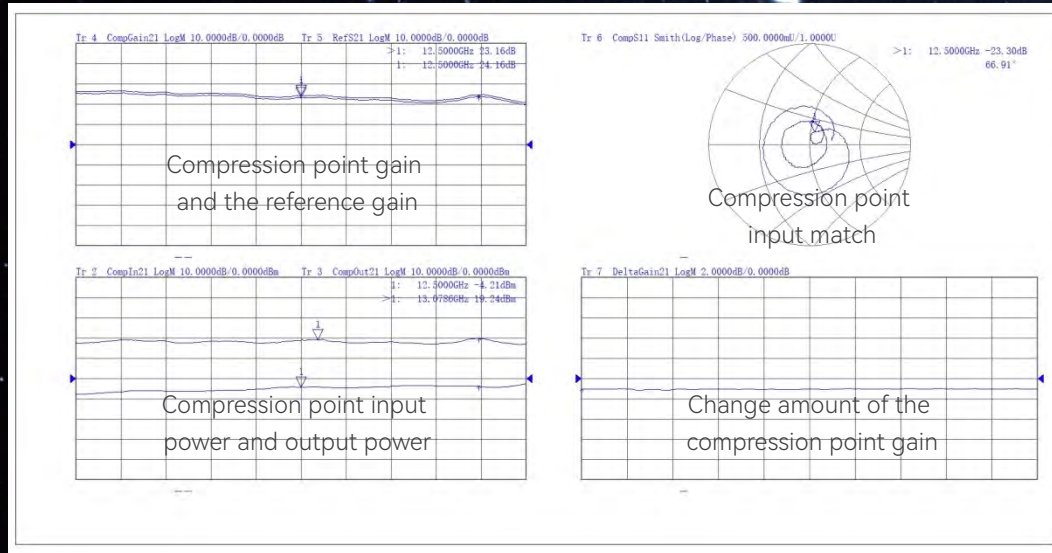 Tr 4 CompGain21 LogM 10.0000dB/0.0000dB Tr 5 RefS21 LogM 10.0000dB/0.0000dB
>1: 12.5000GHz 23.16dB
1: 12.5000GHz 24.16dB
1
Compression point gain
and the reference gain
Tr 6 CompS11 Smith(Log/Phase) 500.0000mU/1.0000U
>1: 12.5000GHz -23.30dB
66.91°
Compression point
input match
Tr 2 CompIn21 LogM 10.0000dB/0.0000dBm Tr 3 CompOut21 LogM 10.0000dB/0.0000dBm
1: 12.5000GHz -4.21dBm
>1: 13.0786GHz 19.24dBm
1
1
Compression point input
power and output power
Tr 7 DeltaGain21 LogM 2.0000dB/0.0000dB
Change amount of the
compression point gain